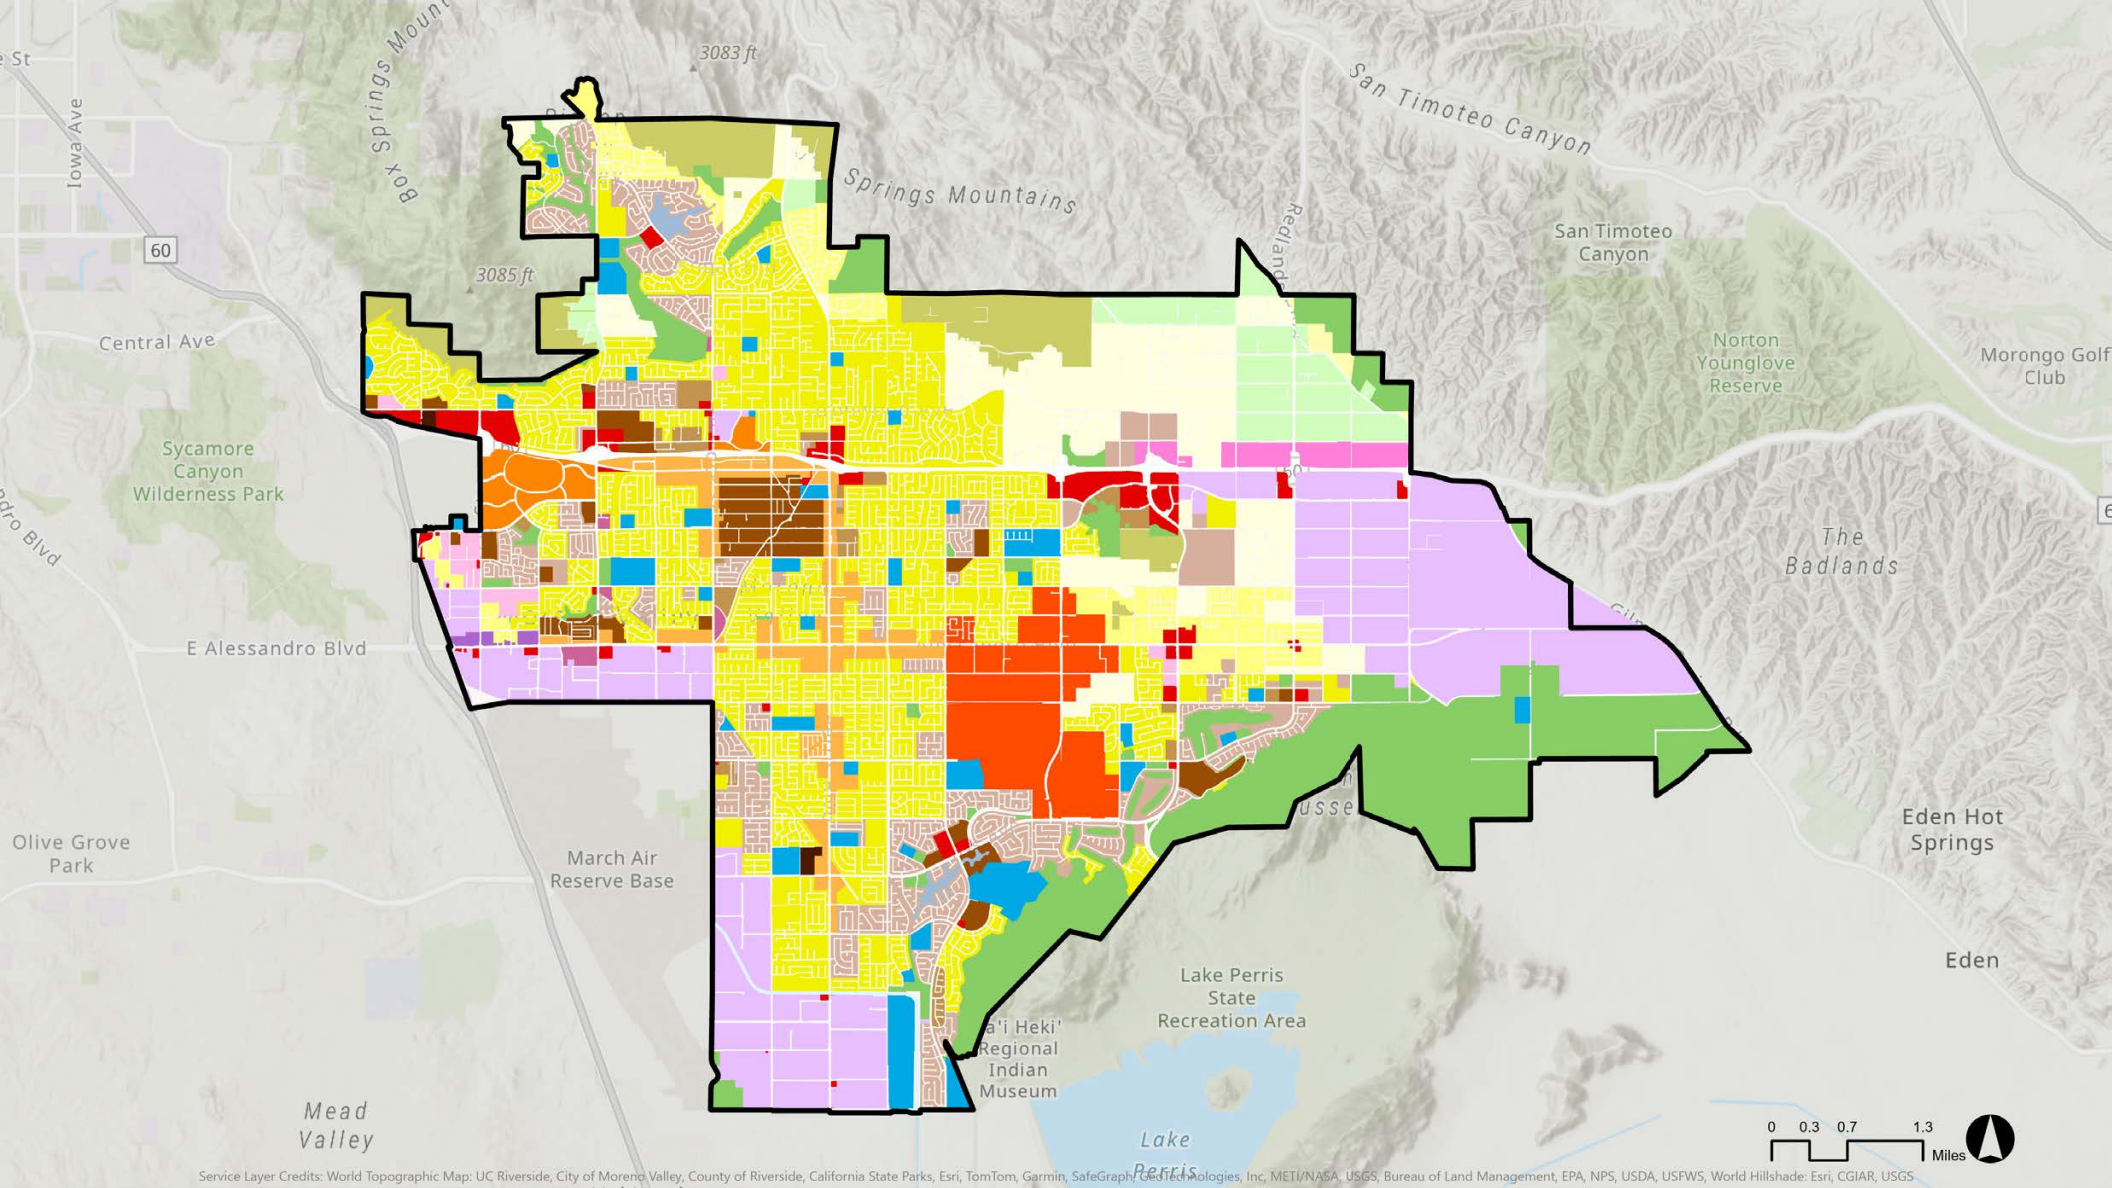 3083 ft
Box Springs Mount
San Timoteo Canyon
e St
Iowa Ave
Springs Mountains
San Timoteo
Canyon
60
3085 ft
Central Ave
Norton
Younglove
Reserve
Morongo Golf
Club
Sycamore
Canyon
Wilderness Park
The
Badlands
E Alessandro Blvd
Olive Grove
Park
March Air
Reserve Base
Eden Hot
Springs
Eden
Lake Perris
State
Recreation Area
a'i Heki'
Regional
Indian
Museum
Mead
Valley
Lake
Perris
0 0.3 0.7 1.3
Miles
Service Layer Credits: World Topographic Map: UC Riverside, City of Moreno Valley, County of Riverside, California State Parks, Esri, TomTom, Garmin, SafeGraph, GeoTechnologies, Inc, METI/NASA, USGS, Bureau of Land Management, EPA, NPS, USDA, USFWS, World Hillshade: Esri, CGIAR, USGS